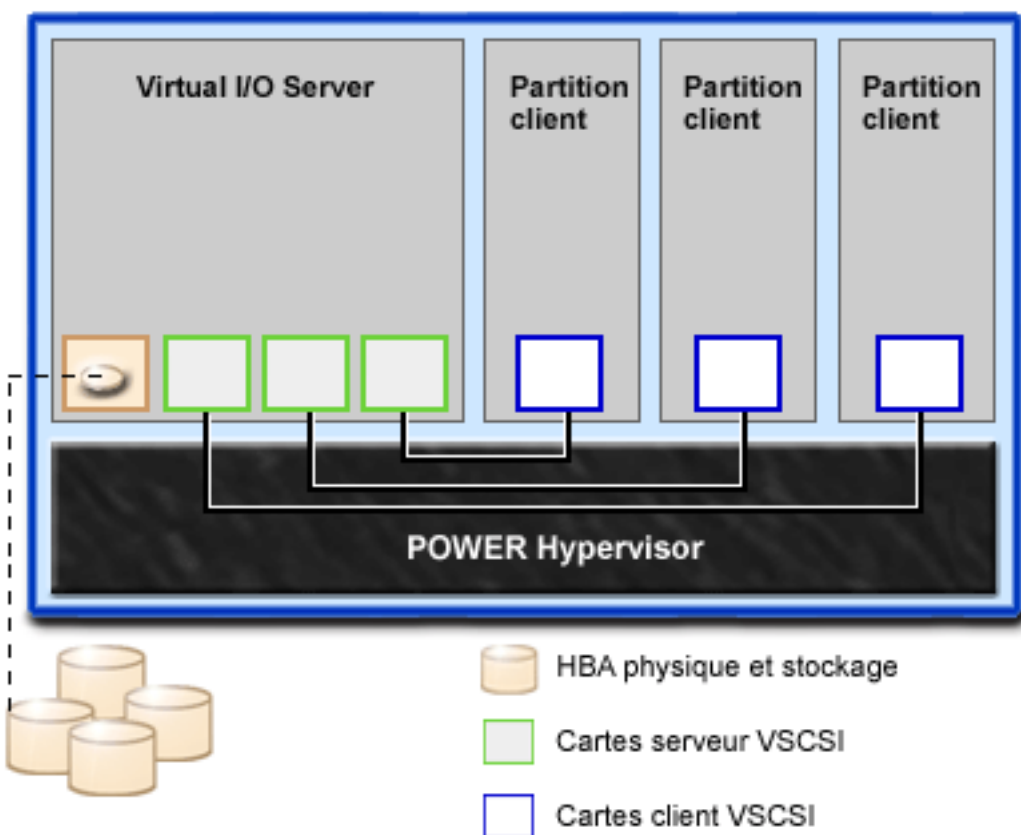 Virtual I/O Server
Partition
client
Partition
client
Partition
client
POWER Hypervisor
HBA physique et stockage
Cartes serveur VSCSI
Cartes client VSCSI